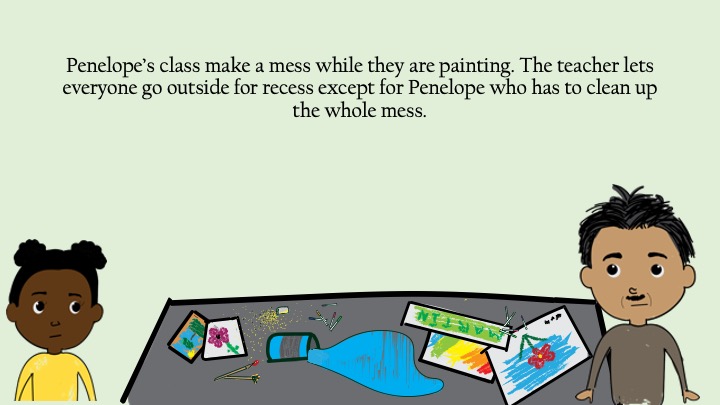 Penelope’s class make a mess while they are painting. The teacher lets
everyone go outside for recess except for Penelope who has to clean up
the whole mess.
MARTIN